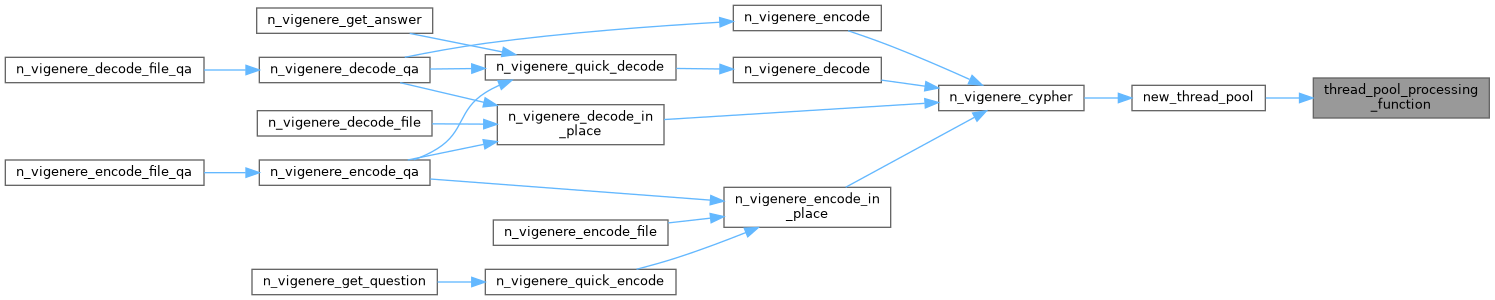 n_vigenere_get_answer
n_vigenere_encode
n_vigenere_decode_file_qa
n_vigenere_decode_qa
n_vigenere_quick_decode
n_vigenere_decode
thread_pool_processing
_function
n_vigenere_cypher
new_thread_pool
n_vigenere_decode_file
n_vigenere_decode_in
_place
n_vigenere_encode_file_qa
n_vigenere_encode_qa
n_vigenere_encode_in
_place
n_vigenere_encode_file
n_vigenere_get_question
n_vigenere_quick_encode